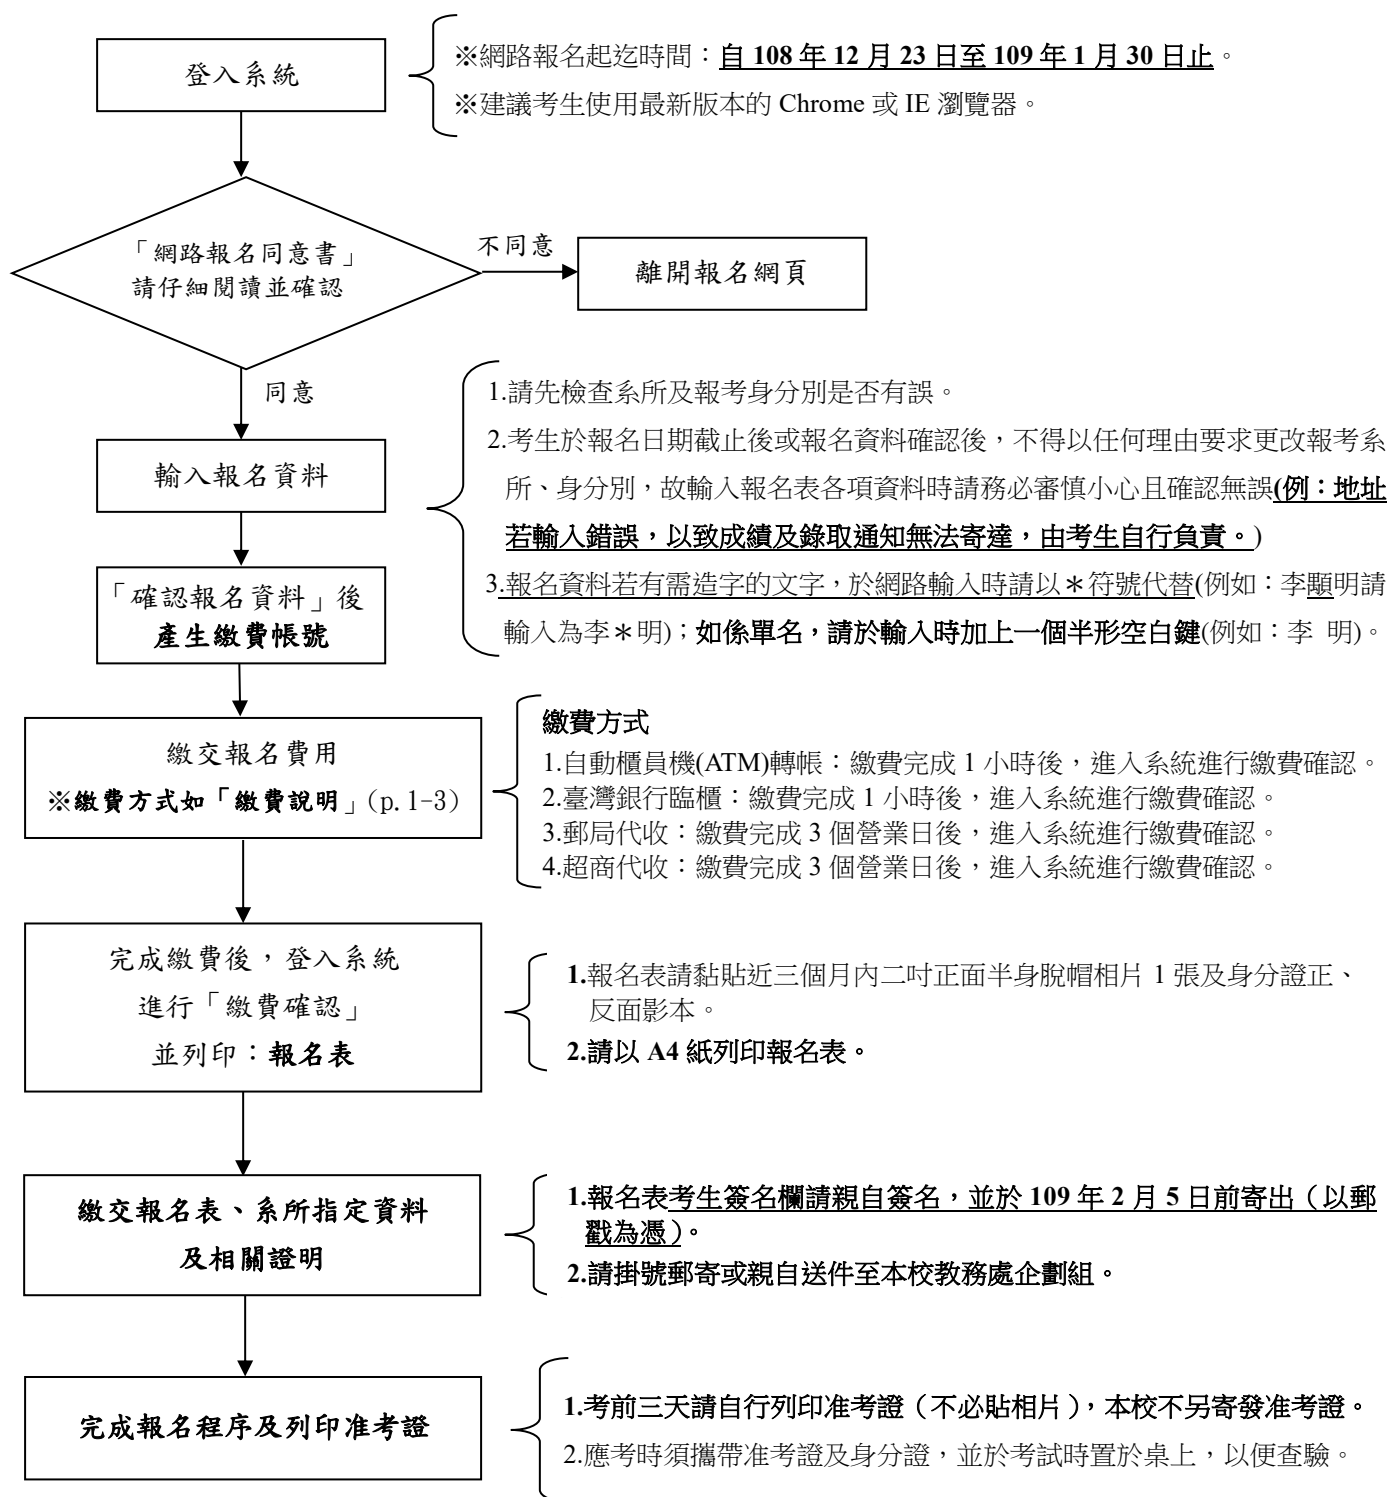 登入系統
※網路報名起迄時間：自 108 年 12 月 23 日至 109 年 1 月 30 日止。
※建議考生使用最新版本的 Chrome 或 IE 瀏覽器。
「網路報名同意書」
請仔細閱讀並確認
不同意
離開報名網頁
同意
輸入報名資料
「確認報名資料」後
產生繳費帳號
1.請先檢查系所及報考身分別是否有誤。
2.考生於報名日期截止後或報名資料確認後，不得以任何理由要求更改報考系
所、身分別，故輸入報名表各項資料時請務必審慎小心且確認無誤(例：地址
若輸入錯誤，以致成績及錄取通知無法寄達，由考生自行負責。)
3.報名資料若有需造字的文字，於網路輸入時請以＊符號代替(例如：李顒明請
輸入為李＊明)；如係單名，請於輸入時加上一個半形空白鍵(例如：李 明)。
繳交報名費用
※繳費方式如「繳費說明」(p.1-3)
繳費方式
1.自動櫃員機(ATM)轉帳：繳費完成 1 小時後，進入系統進行繳費確認。
2.臺灣銀行臨櫃：繳費完成 1 小時後，進入系統進行繳費確認。
3.郵局代收：繳費完成 3 個營業日後，進入系統進行繳費確認。
4.超商代收：繳費完成 3 個營業日後，進入系統進行繳費確認。
完成繳費後，登入系統
進行「繳費確認」
並列印：報名表
1.報名表請黏貼近三個月內二吋正面半身脫帽相片 1 張及身分證正、
反面影本。
2.請以 A4 紙列印報名表。
繳交報名表、系所指定資料
及相關證明
1.報名表考生簽名欄請親自簽名，並於 109 年 2 月 5 日前寄出（以郵
戳為憑）。
2.請掛號郵寄或親自送件至本校教務處企劃組。
完成報名程序及列印准考證
1.考前三天請自行列印准考證（不必貼相片），本校不另寄發准考證。
2.應考時須攜帶准考證及身分證，並於考試時置於桌上，以便查驗。